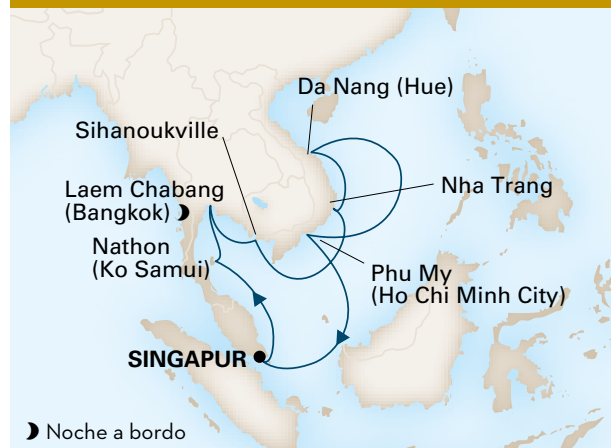 Da Nang (Hue)
Sihanoukville
Laem Chabang
(Bangkok)
Nha Trang
Nathon
(Ko Samui)
Phu My
(Ho Chi Minh City)
SINGAPUR
Noche a bordo